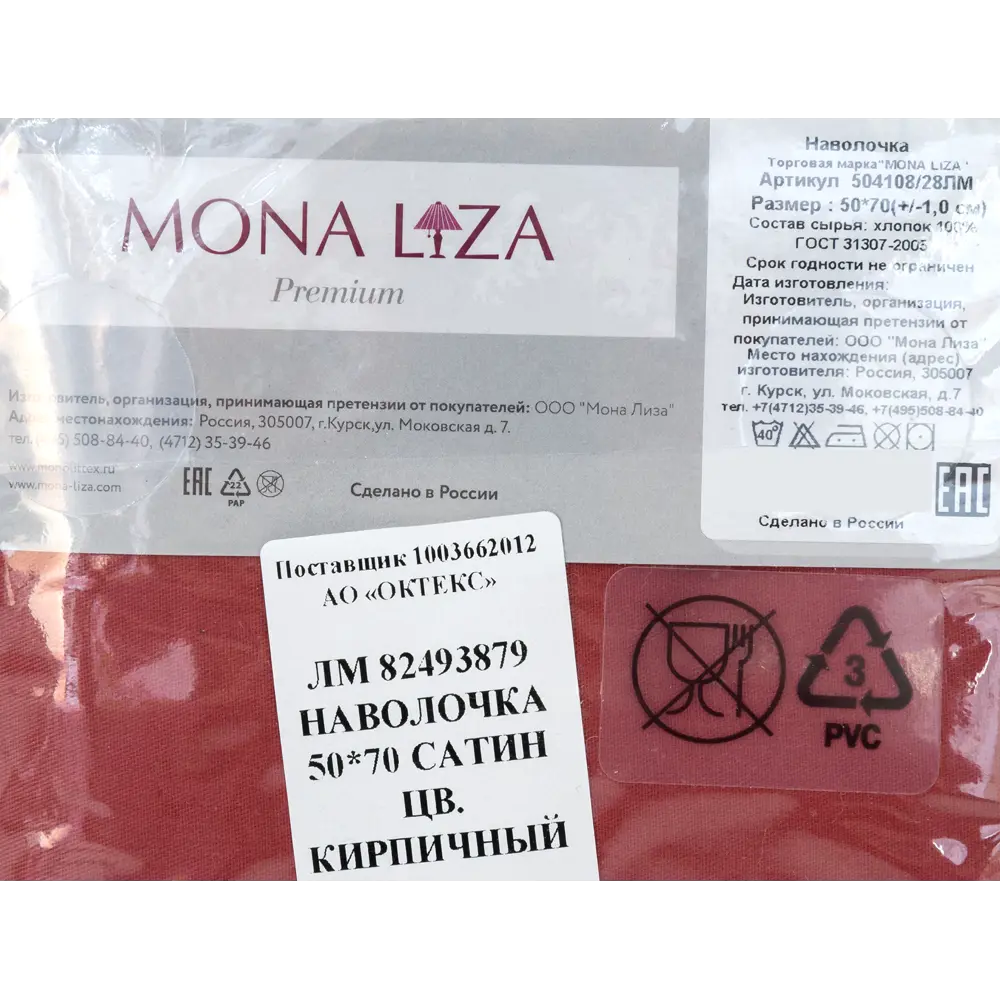 MONA LIZA
Premium
Изготовитель, организация, принимающая претензии от покупателей: ООО "Мона Лиза"
Адрес местонахождения: Россия, 305007, г.Курск,ул. Моковская д. 7.
тел.(495) 508-84-40, (4712) 35-39-46
www.monolittex.ru
www.mona-liza.com
EAC
22
PAP
Сделано в России
Наволочка
Торговая марка"MONA LIZA "
Артикул 504108/28ЛМ
Размер : 50*70(+/-1,0 см)
Состав сырья: хлопок 100%
ГОСТ 31307-2005
Срок годности не ограничен
Дата изготовления:
Изготовитель, организация,
принимающая претензии от
покупателей: ООО "Мона Лиза"
Место нахождения (адрес)
изготовителя: Россия, 305007
г. Курск, ул. Моковская, д.7
тел. +7(4712)35-39-46, +7(495)508-84-40
40°
EAC
Сделано в России
Поставщик 1003662012
АО «ОКТЕКС»
ЛМ 82493879
НАВОЛОЧКА
50*70 САТИН
ЦВ.
КИРПИЧНЫЙ
3
PVC